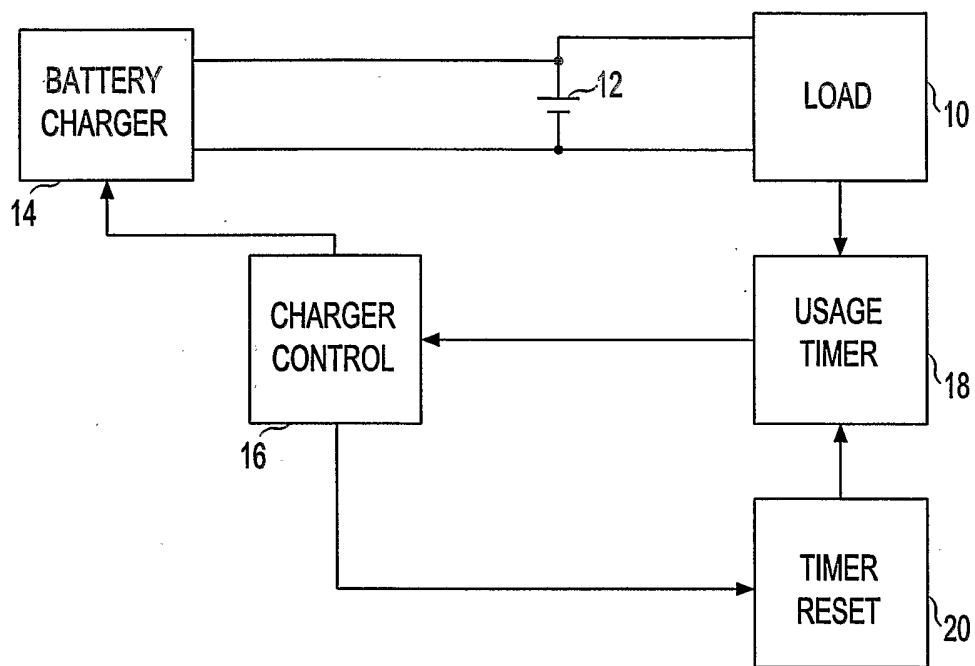 BATTERY
CHARGER
14
12
LOAD
10
CHARGER
CONTROL
16
USAGE
TIMER
18
TIMER
RESET
20